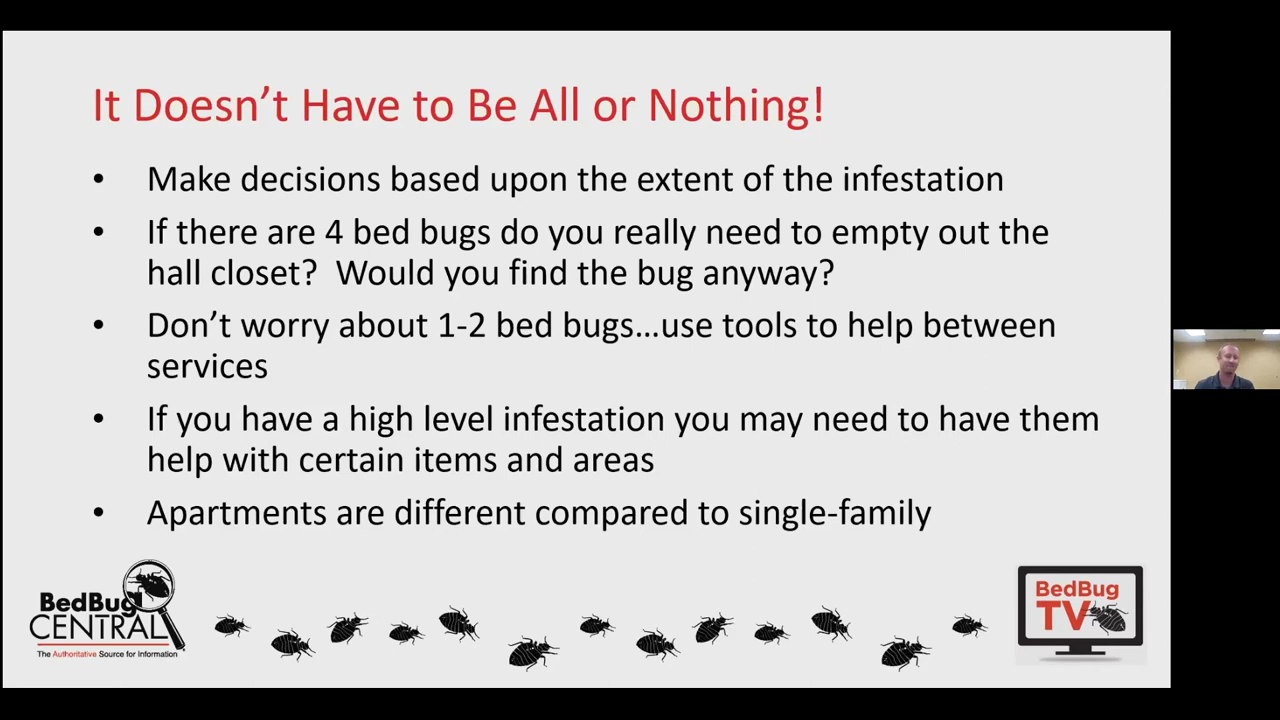 It Doesn’t Have to Be All or Nothing!
• Make decisions based upon the extent of the infestation
• If there are 4 bed bugs do you really need to empty out the
hall closet?  Would you find the bug anyway?
• Don’t worry about 1-2 bed bugs…use tools to help between
services
• If you have a high level infestation you may need to have them
help with certain items and areas
• Apartments are different compared to single-family
BedBug
CENTRAL
The Authoritative Source for Information
BedBug
TV